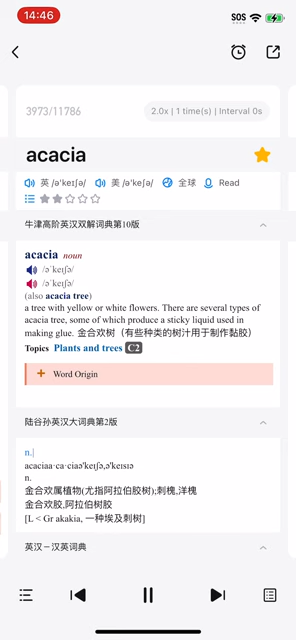 14:46
SOS
3973/11786
2.0x | 1 time(s) | Interval 0s
acacia
英 /ə'keɪʃə/ 美 /ə'keʃə/ 全球 Read
牛津高阶英汉双解词典第10版
acacia noun
/əˈkeɪʃə/
/əˈkeɪʃə/
(also acacia tree)
a tree with yellow or white flowers. There are several types of
acacia tree, some of which produce a sticky liquid used in
making glue. 金合欢树（有些种类的树汁用于制作黏胶）
Topics Plants and trees C2
+ Word Origin
陆谷孙英汉大词典第2版
n.|
acaciaa·ca·ciaə'keɪʃə,ə'keɪsɪə
n.
金合欢属植物(尤指阿拉伯胶树);刺槐,洋槐
金合欢胶,阿拉伯树胶
[L < Gr akakia, 一种埃及刺树]
英汉－汉英词典